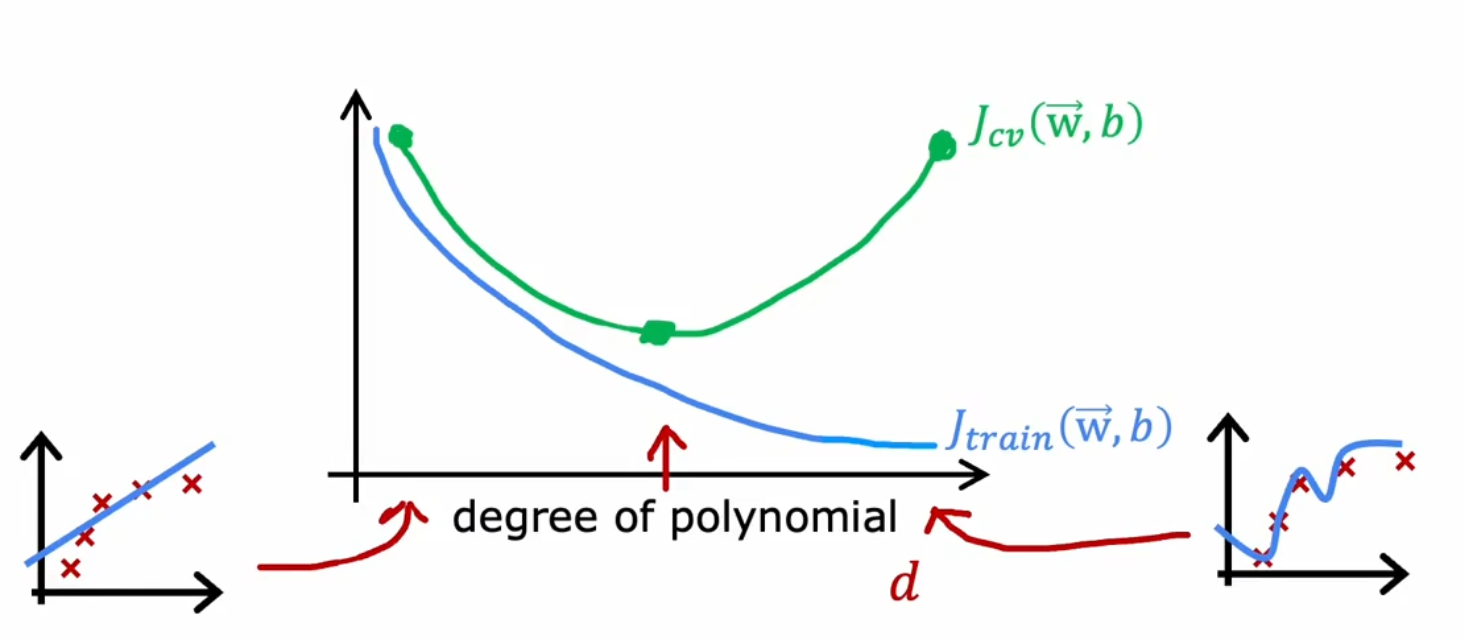 J_cv(w⃗, b)
J_train(w⃗, b)
degree of polynomial
d